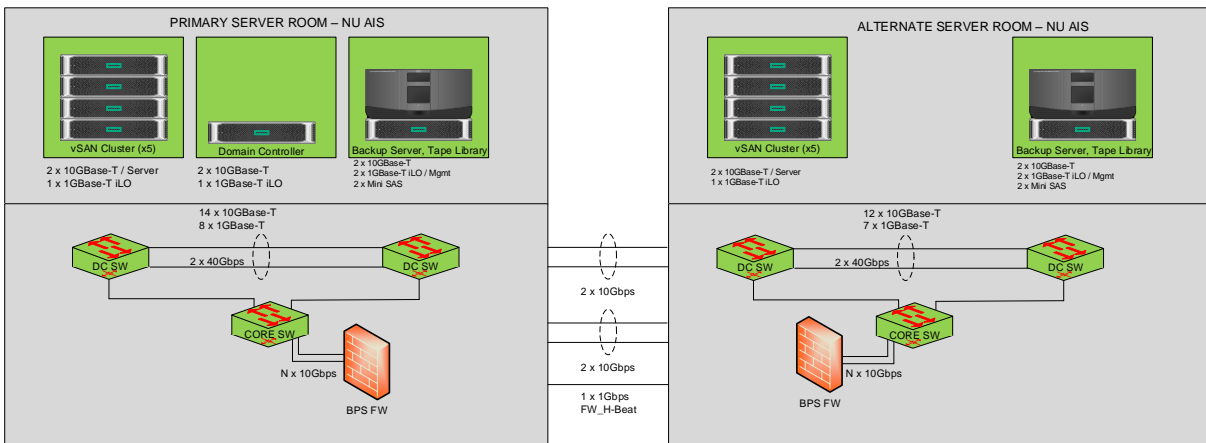 PRIMARY SERVER ROOM – NU AIS
vSAN Cluster (x5)
2 x 10GBase-T / Server
1 x 1GBase-T iLO
Domain Controller
2 x 10GBase-T
1 x 1GBase-T iLO
Backup Server, Tape Library
2 x 10GBase-T
2 x 1GBase-T iLO / Mgmt
2 x Mini SAS
14 x 10GBase-T
8 x 1GBase-T
DC SW
2 x 40Gbps
DC SW
CORE SW
N x 10Gbps
BPS FW
2 x 10Gbps
2 x 10Gbps
1 x 1Gbps
FW_H-Beat
ALTERNATE SERVER ROOM – NU AIS
vSAN Cluster (x5)
2 x 10GBase-T / Server
1 x 1GBase-T iLO
Backup Server, Tape Library
2 x 10GBase-T
2 x 1GBase-T iLO / Mgmt
2 x Mini SAS
12 x 10GBase-T
7 x 1GBase-T
DC SW
2 x 40Gbps
DC SW
CORE SW
N x 10Gbps
BPS FW